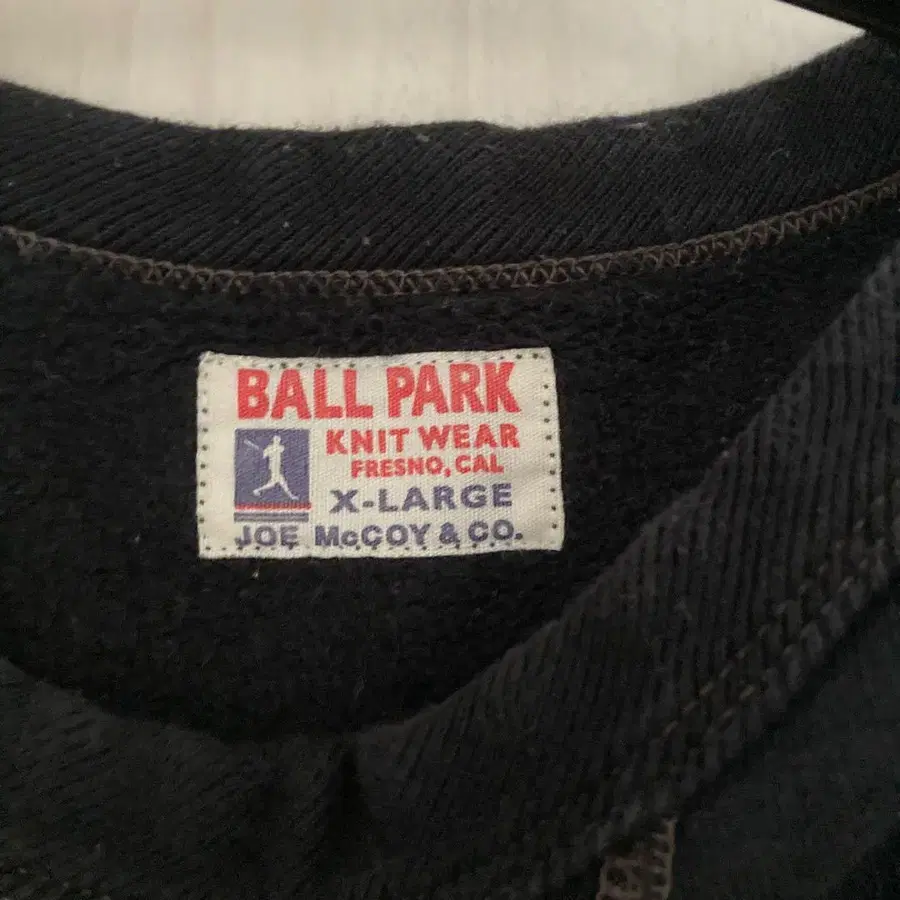 BALL PARK
KNIT WEAR
FRESNO, CAL
X-LARGE
JOE McCOY & CO.